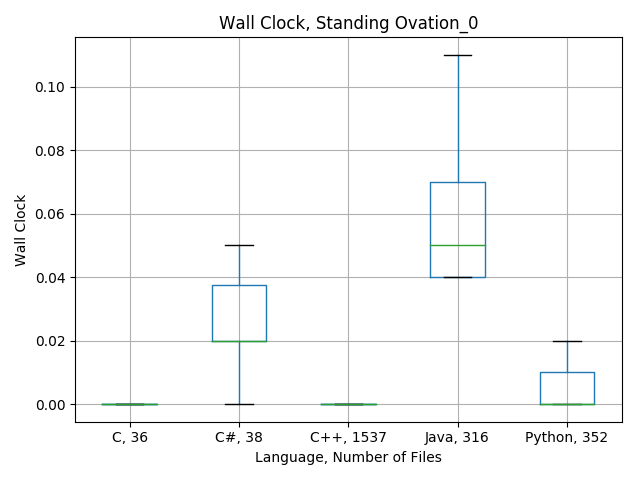 Wall Clock, Standing Ovation_0
Wall Clock
0.10
0.08
0.06
0.04
0.02
0.00
C, 36 C#, 38 C++, 1537 Java, 316 Python, 352
Language, Number of Files